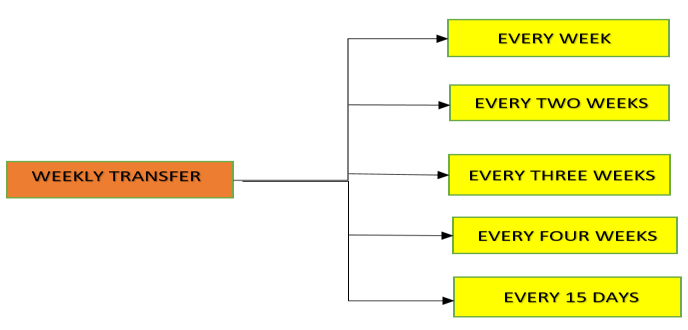 EVERY WEEK
EVERY TWO WEEKS
WEEKLY TRANSFER
EVERY THREE WEEKS
EVERY FOUR WEEKS
EVERY 15 DAYS